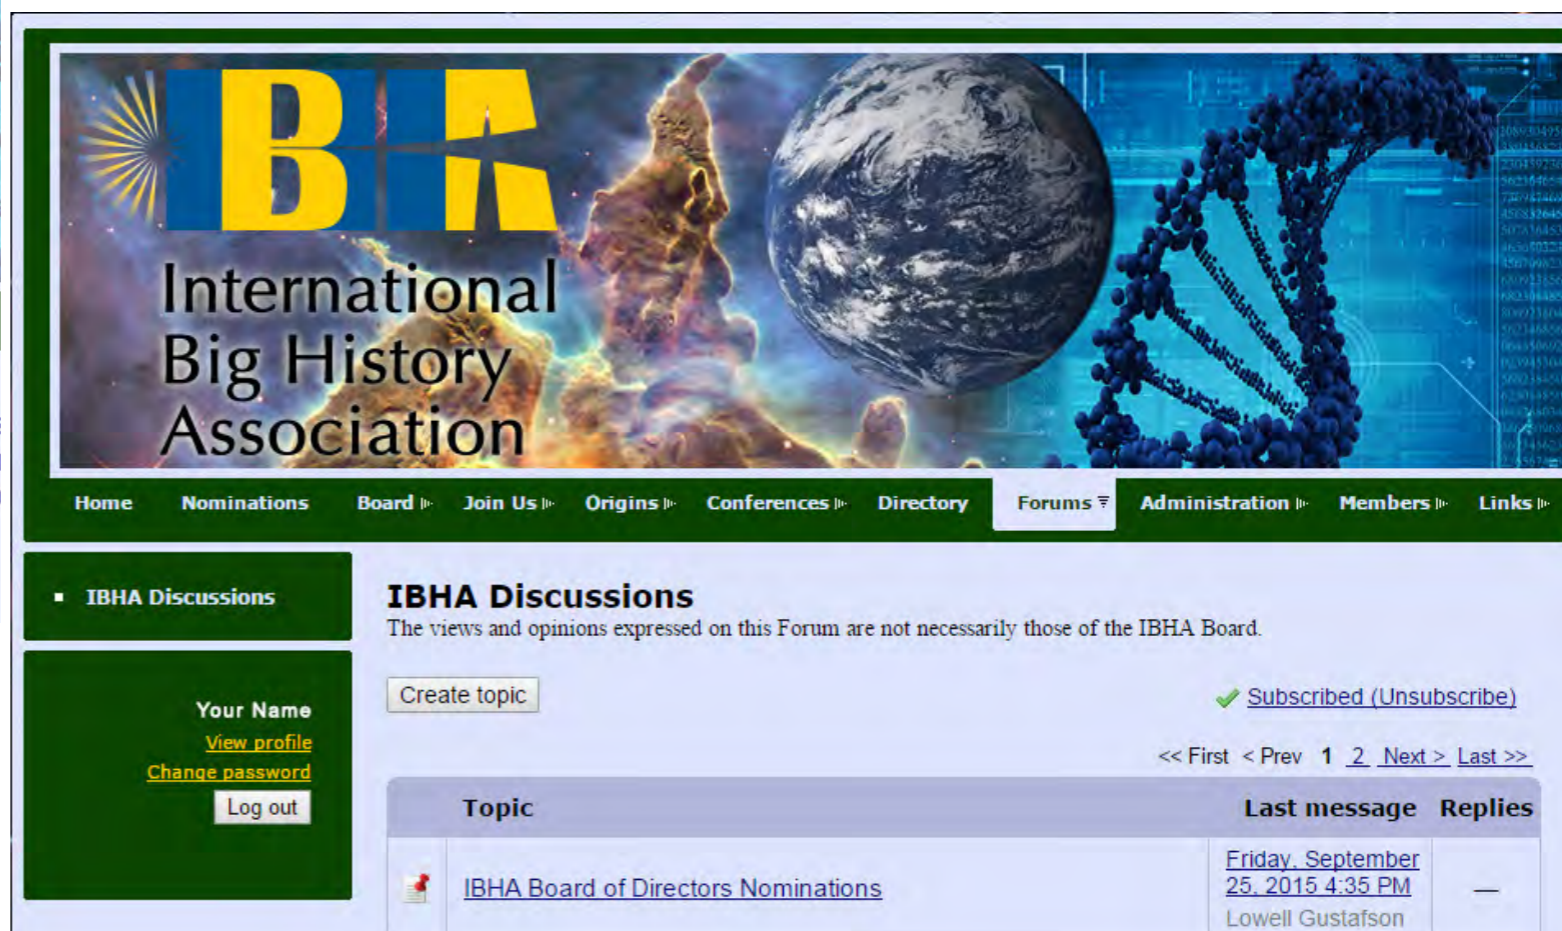 IBHA
International
Big History
Association
Home Nominations Board Join Us Origins Conferences Directory Forums Administration Members Links
IBHA Discussions
IBHA Discussions
The views and opinions expressed on this Forum are not necessarily those of the IBHA Board.
Create topic
Subscribed (Unsubscribe)
Your Name
View profile
Change password
Log out
<< First < Prev 1 2 Next > Last >>
Topic Last message Replies
IBHA Board of Directors Nominations
Friday, September
25, 2015 4:35 PM
—
Lowell Gustafson